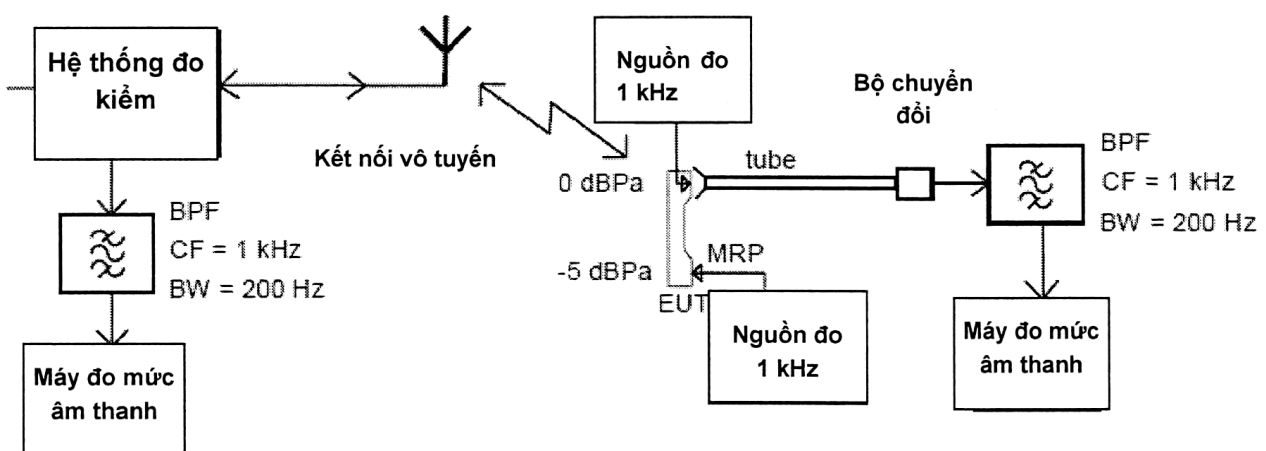 Hệ thống đo
kiểm
Kết nối vô tuyến
BPF
CF = 1 kHz
BW = 200 Hz
Máy đo mức
âm thanh
Nguồn đo
1 kHz
0 dBPa
tube
-5 dBPa
MRP
EUT
Nguồn đo
1 kHz
Bộ chuyển
đổi
BPF
CF = 1 kHz
BW = 200 Hz
Máy đo mức
âm thanh